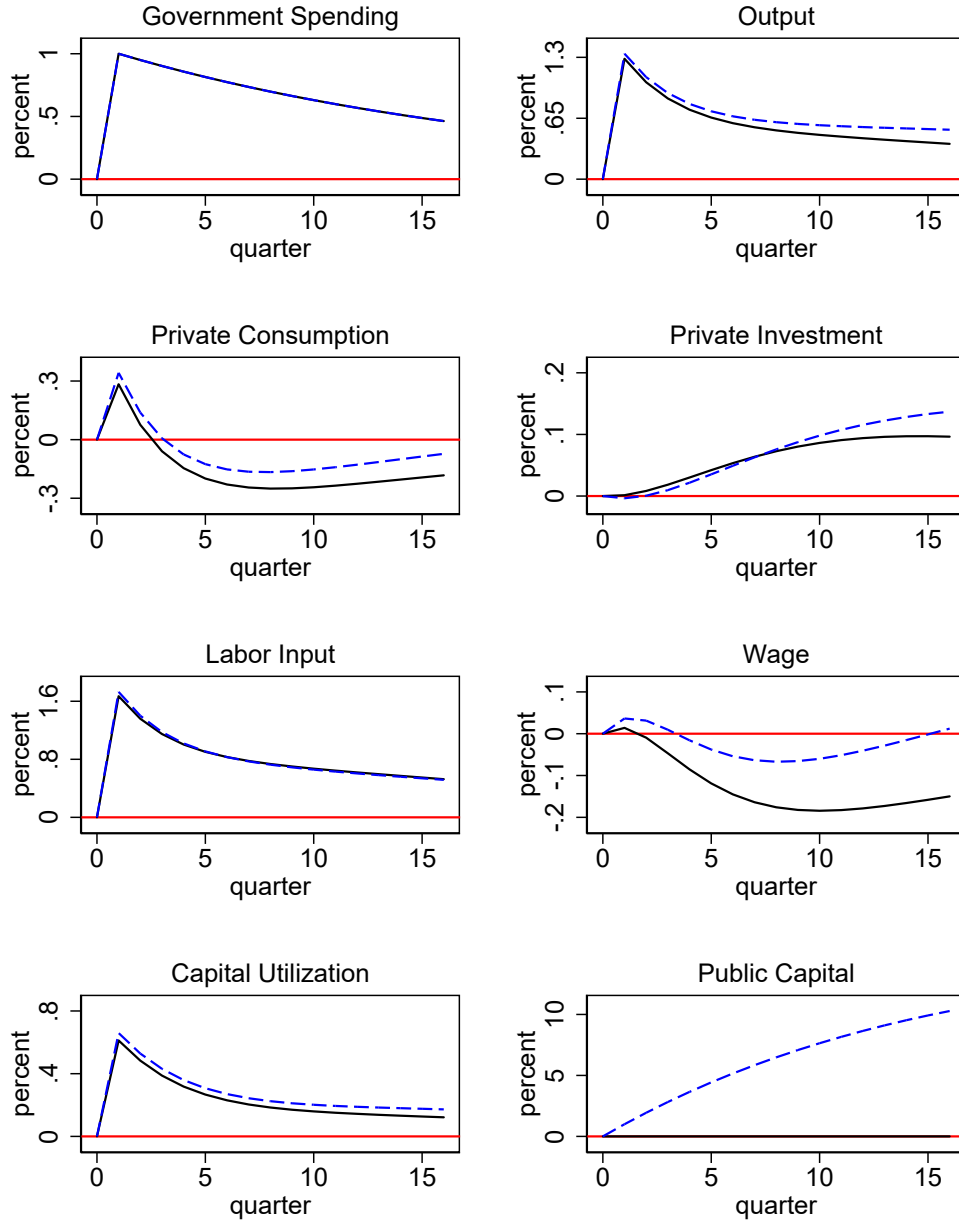 Government Spending
percent
1
.5
0
0 5 10 15
quarter
Output
percent
1.3
.65
0
0 5 10 15
quarter
Private Consumption
percent
.3
0
-.3
0 5 10 15
quarter
Private Investment
percent
.2
.1
0
0 5 10 15
quarter
Labor Input
percent
1.6
.8
0
0 5 10 15
quarter
Wage
percent
.1
0
-.1
-.2
0 5 10 15
quarter
Capital Utilization
percent
.8
.4
0
0 5 10 15
quarter
Public Capital
percent
10
5
0
0 5 10 15
quarter